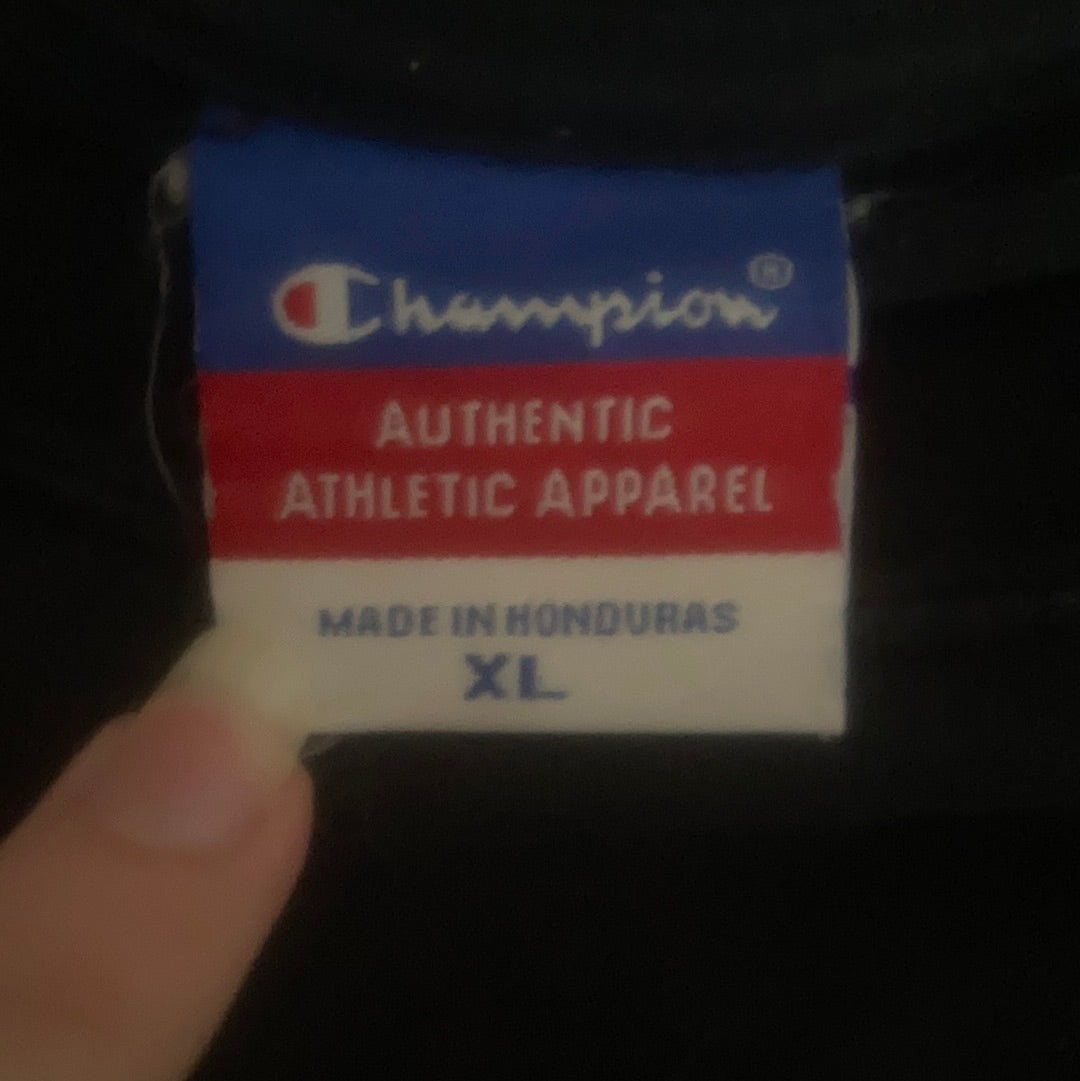 Champion®
AUTHENTIC
ATHLETIC APPAREL
MADE IN HONDURAS
XL